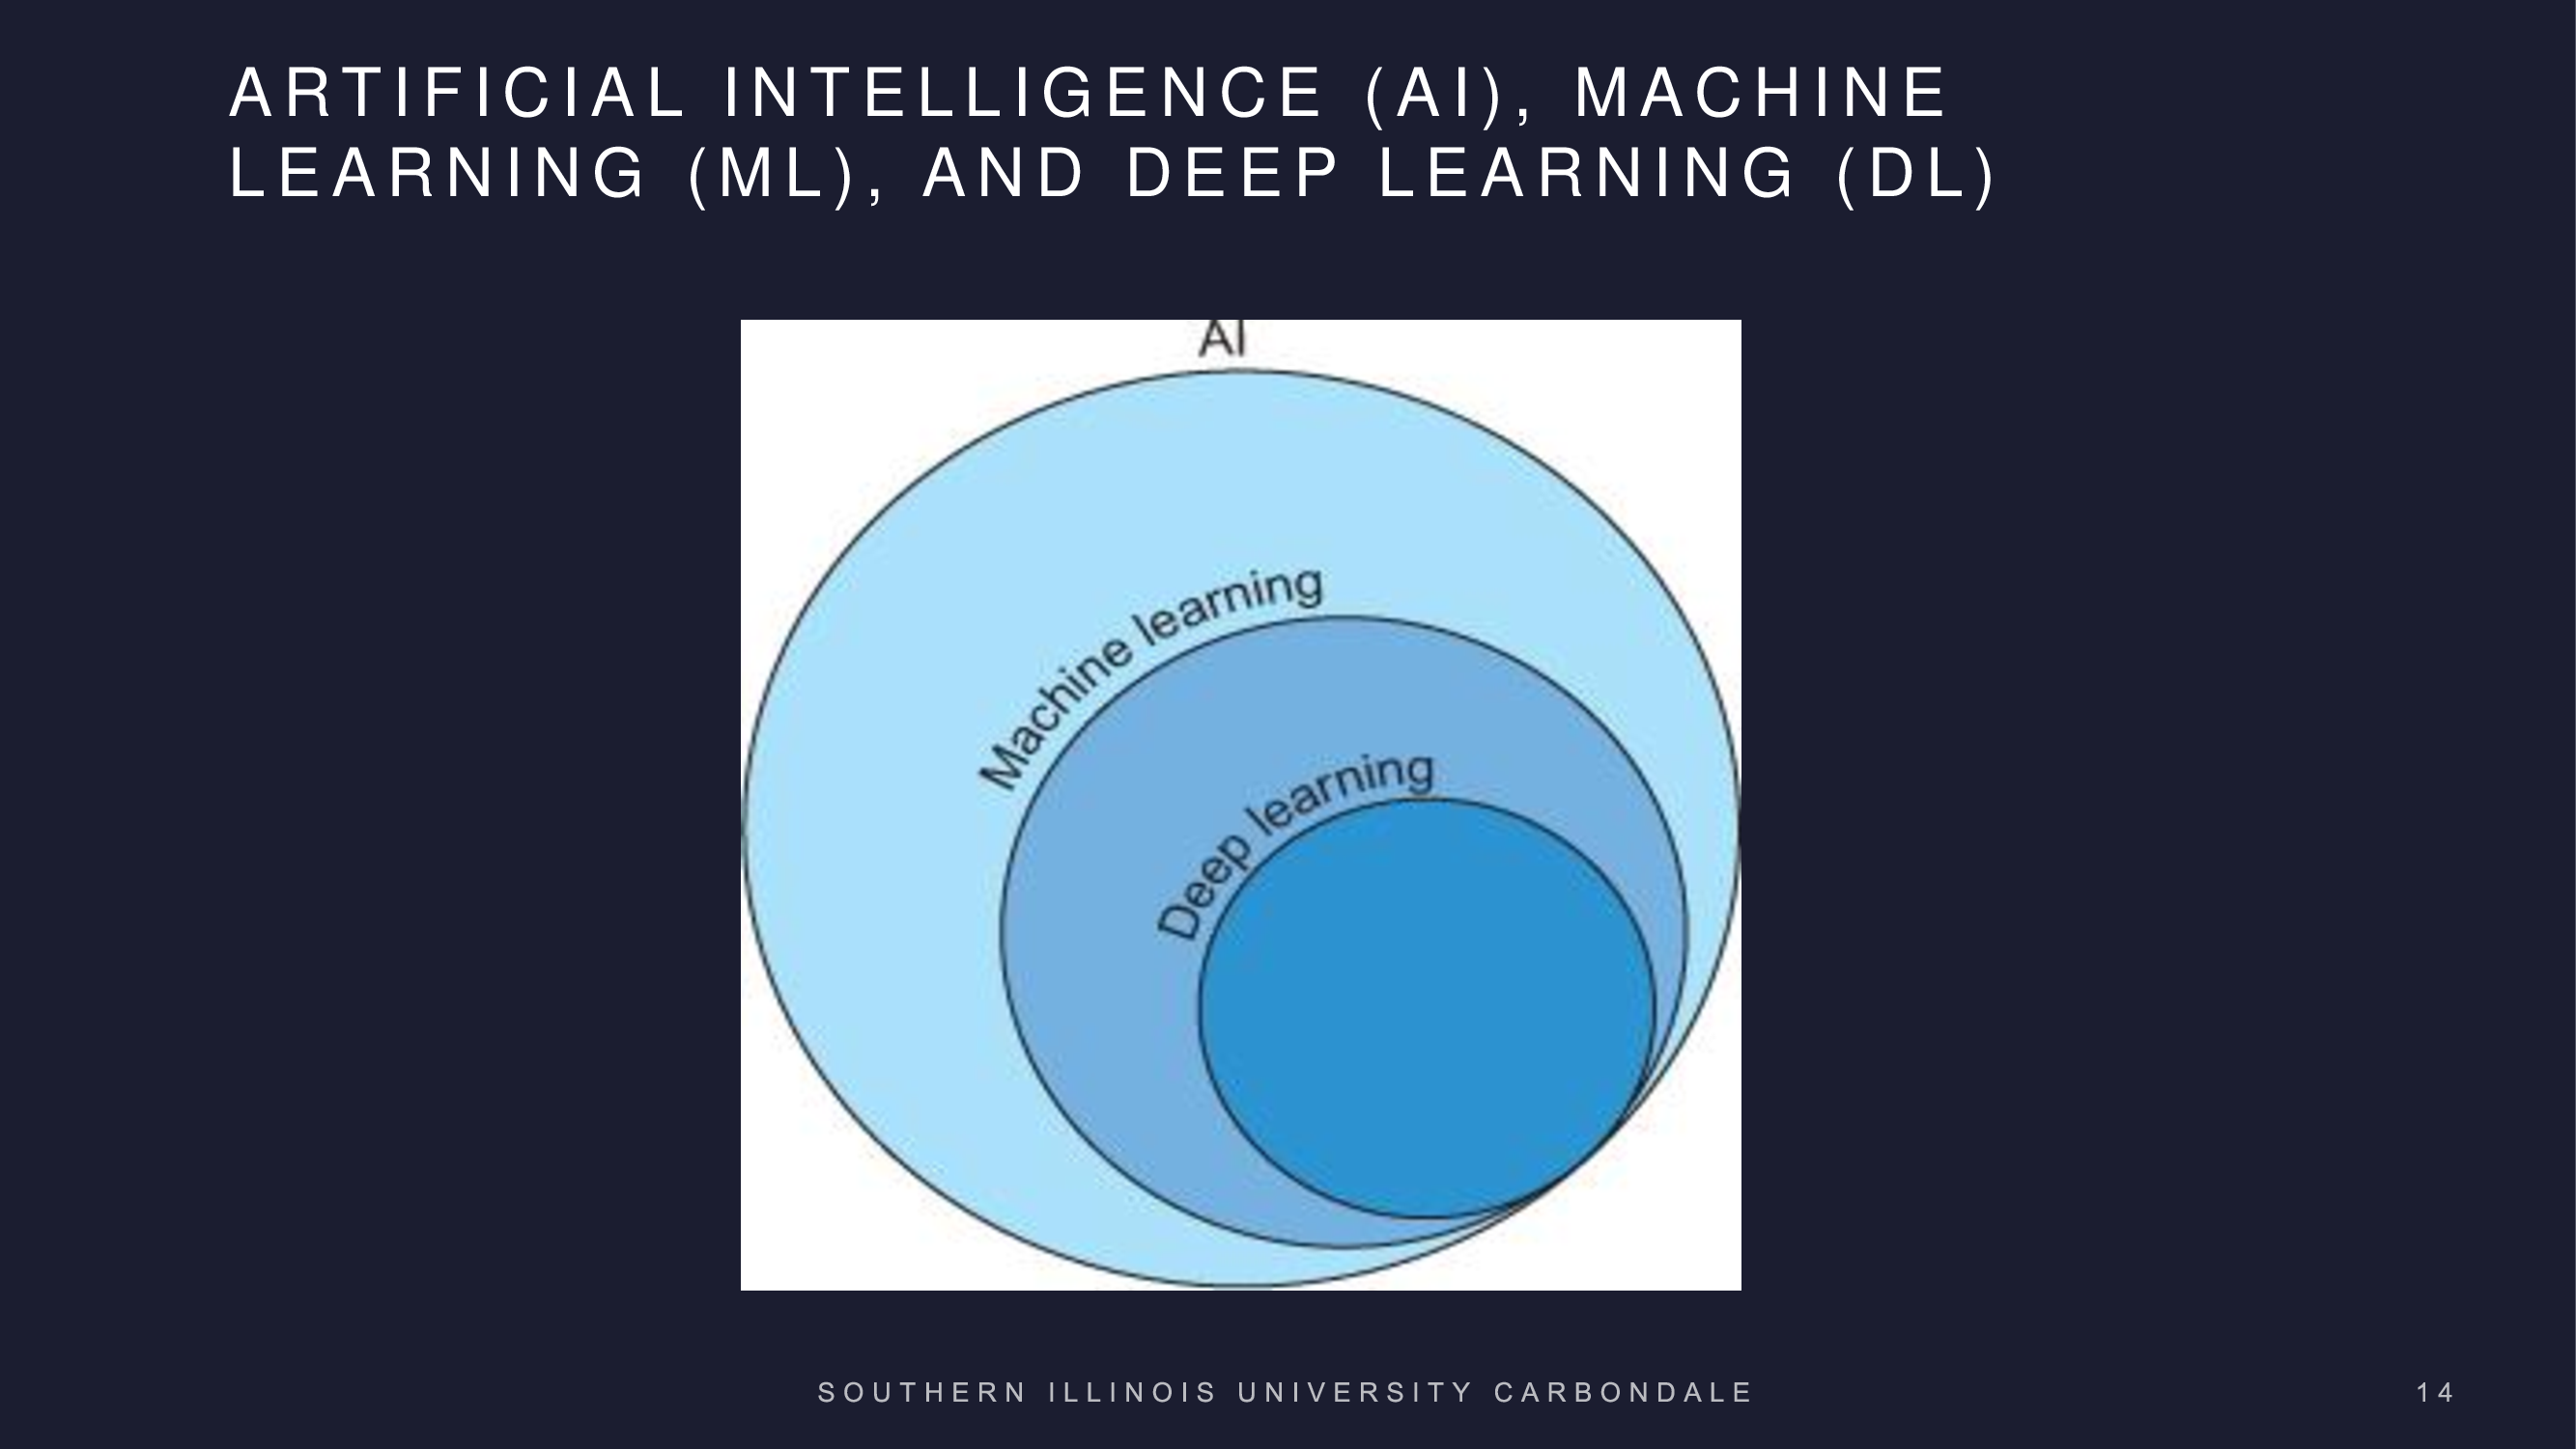 ARTIFICIAL INTELLIGENCE (AI), MACHINE
LEARNING (ML), AND DEEP LEARNING (DL)
AI
Machine learning
Deep learning
SOUTHERN ILLINOIS UNIVERSITY CARBONDALE
14